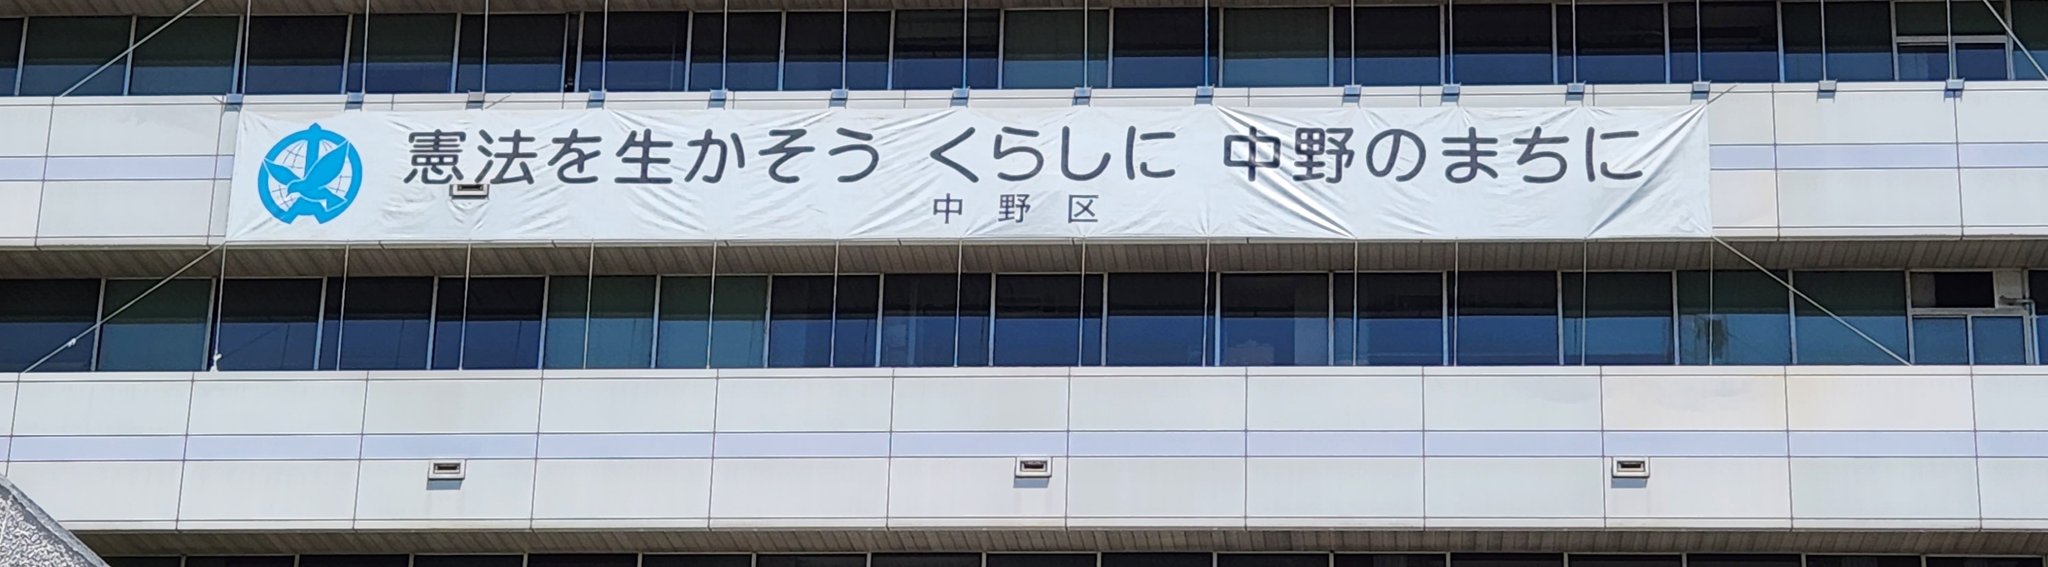 憲法を生かそう くらしに 中野のまちに
中野区